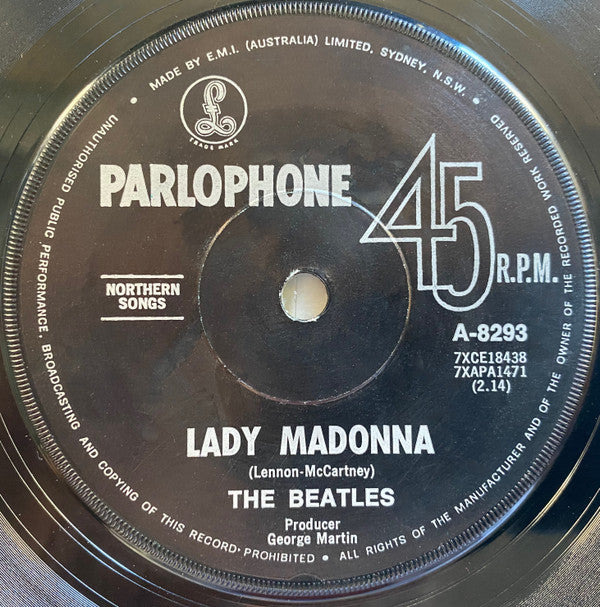 MADE BY E.M.I. (AUSTRALIA) LIMITED. SYDNEY, N.S.W. •
UNAUTHORISED PUBLIC PERFORMANCE, BROADCASTING AND COPYING OF THIS RECORD PROHIBITED • ALL RIGHTS OF THE MANUFACTURER AND OF THE OWNER OF THE RECORDED WORK RESERVED •
£
TRADE MARK
PARLOPHONE
45
R.P.M.
NORTHERN
SONGS
A-8293
7XCE18438
7XAPA1471
(2.14)
LADY MADONNA
(Lennon-McCartney)
THE BEATLES
Producer
George Martin